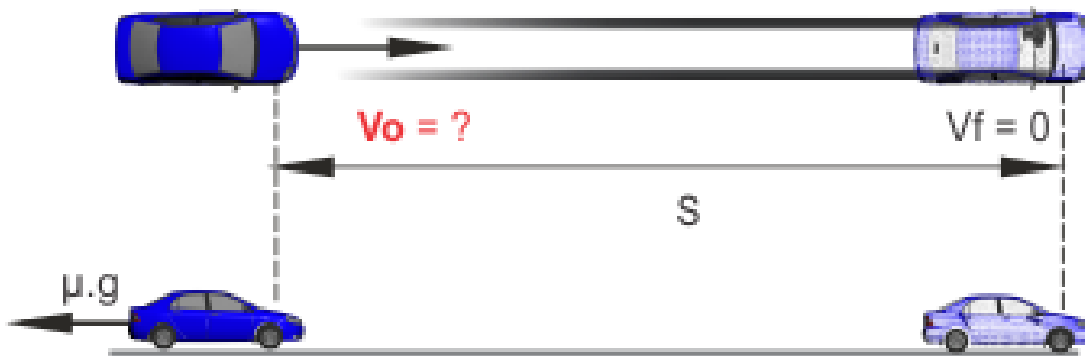 Vo = ?
Vf = 0
S
μ.g